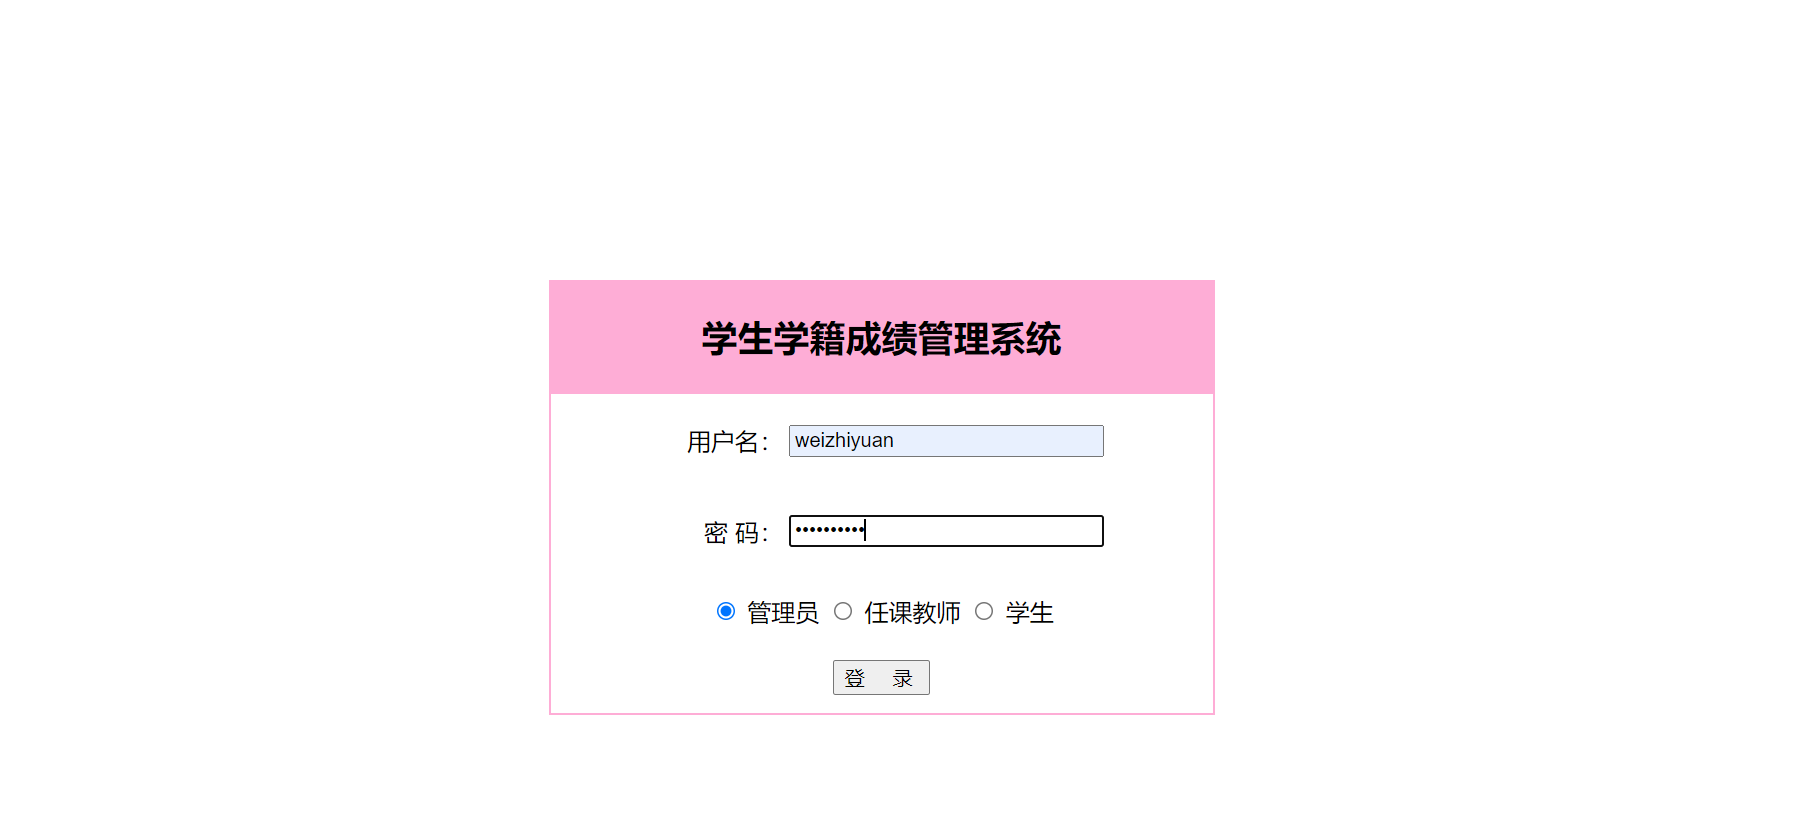 学生学籍成绩管理系统
用户名： weizhiyuan
密 码： ••••••••••
管理员 任课教师 学生
登 录